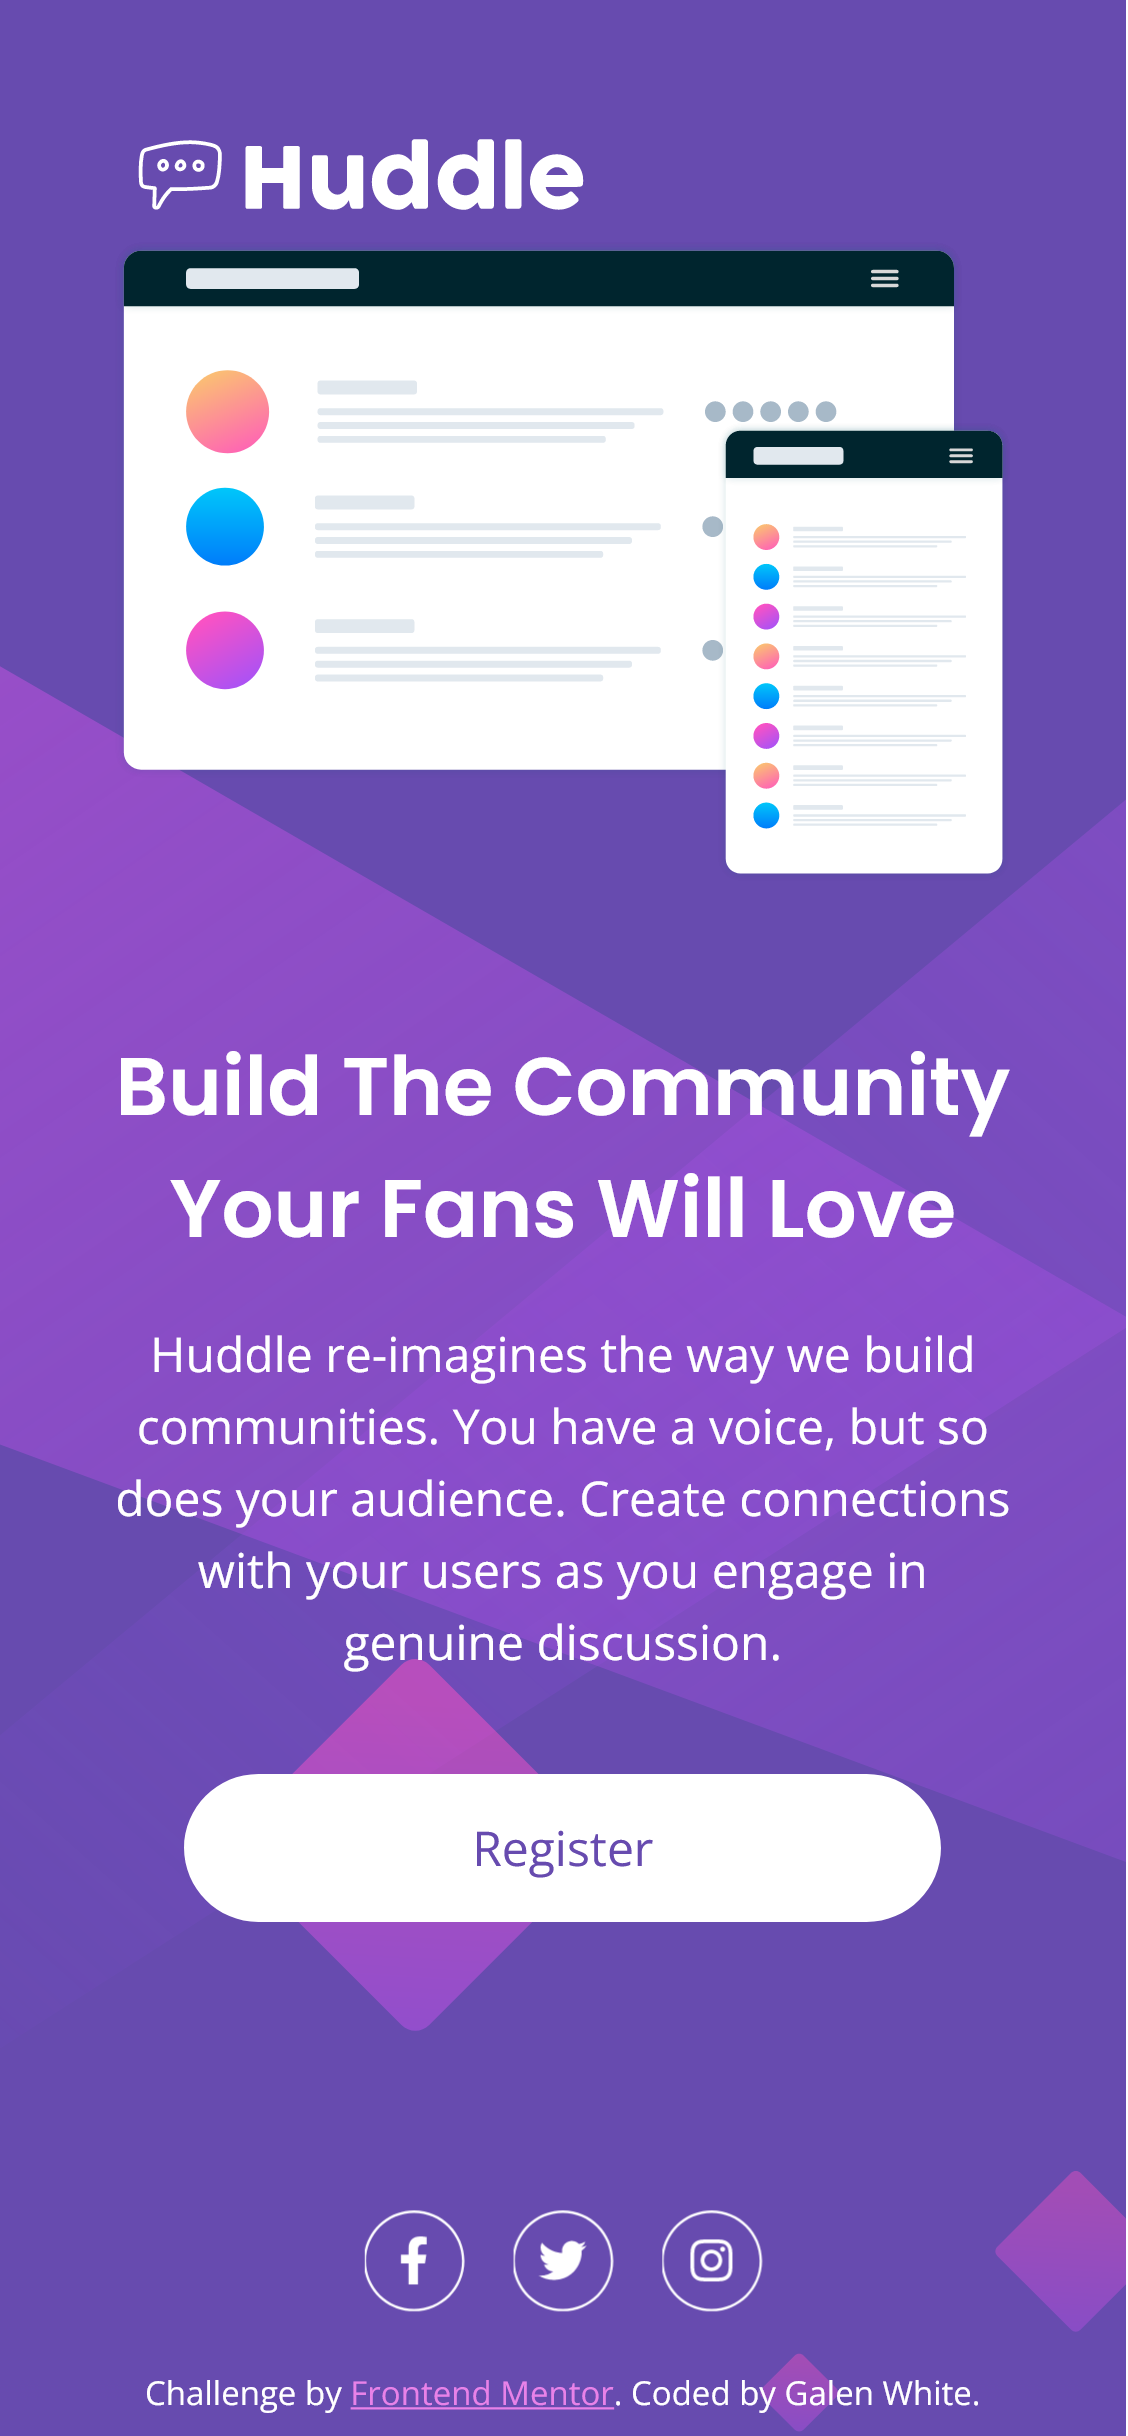 Huddle
Build The Community
Your Fans Will Love
Huddle re-imagines the way we build
communities. You have a voice, but so
does your audience. Create connections
with your users as you engage in
genuine discussion.
Register
Challenge by Frontend Mentor. Coded by Galen White.